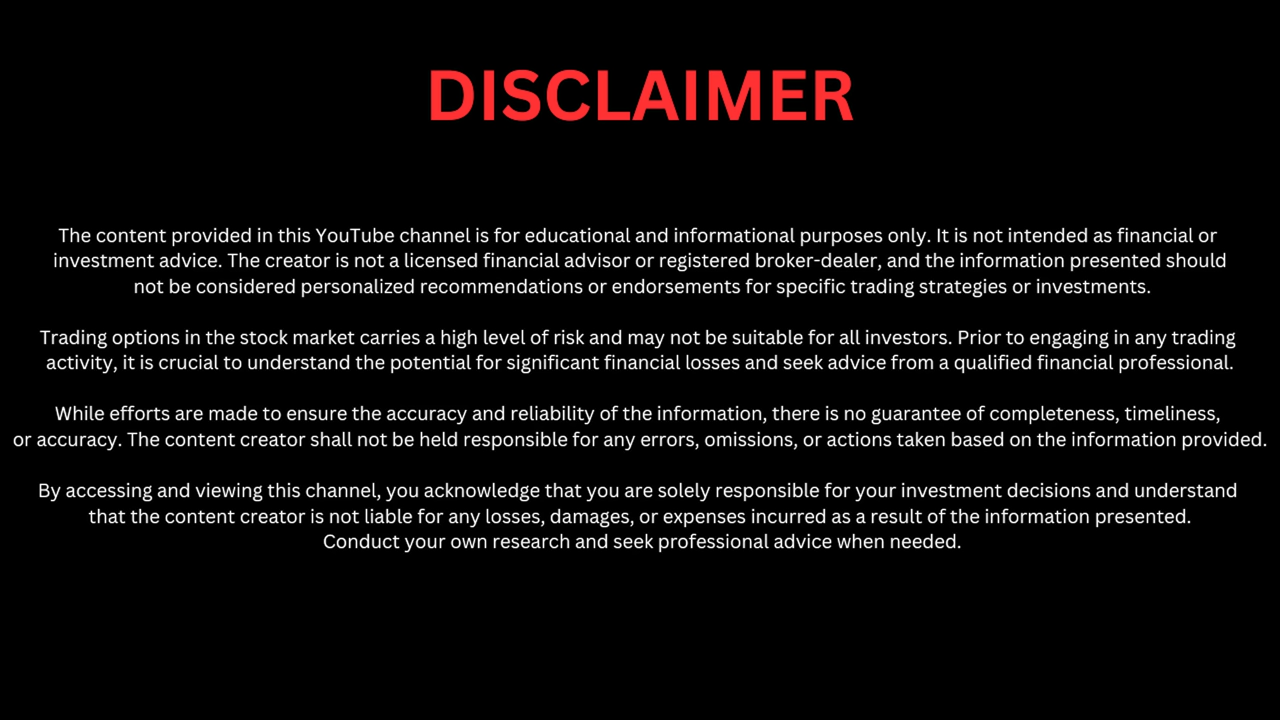 DISCLAIMER
The content provided in this YouTube channel is for educational and informational purposes only. It is not intended as financial or
investment advice. The creator is not a licensed financial advisor or registered broker-dealer, and the information presented should
not be considered personalized recommendations or endorsements for specific trading strategies or investments.
Trading options in the stock market carries a high level of risk and may not be suitable for all investors. Prior to engaging in any trading
activity, it is crucial to understand the potential for significant financial losses and seek advice from a qualified financial professional.
While efforts are made to ensure the accuracy and reliability of the information, there is no guarantee of completeness, timeliness,
or accuracy. The content creator shall not be held responsible for any errors, omissions, or actions taken based on the information provided.
By accessing and viewing this channel, you acknowledge that you are solely responsible for your investment decisions and understand
that the content creator is not liable for any losses, damages, or expenses incurred as a result of the information presented.
Conduct your own research and seek professional advice when needed.